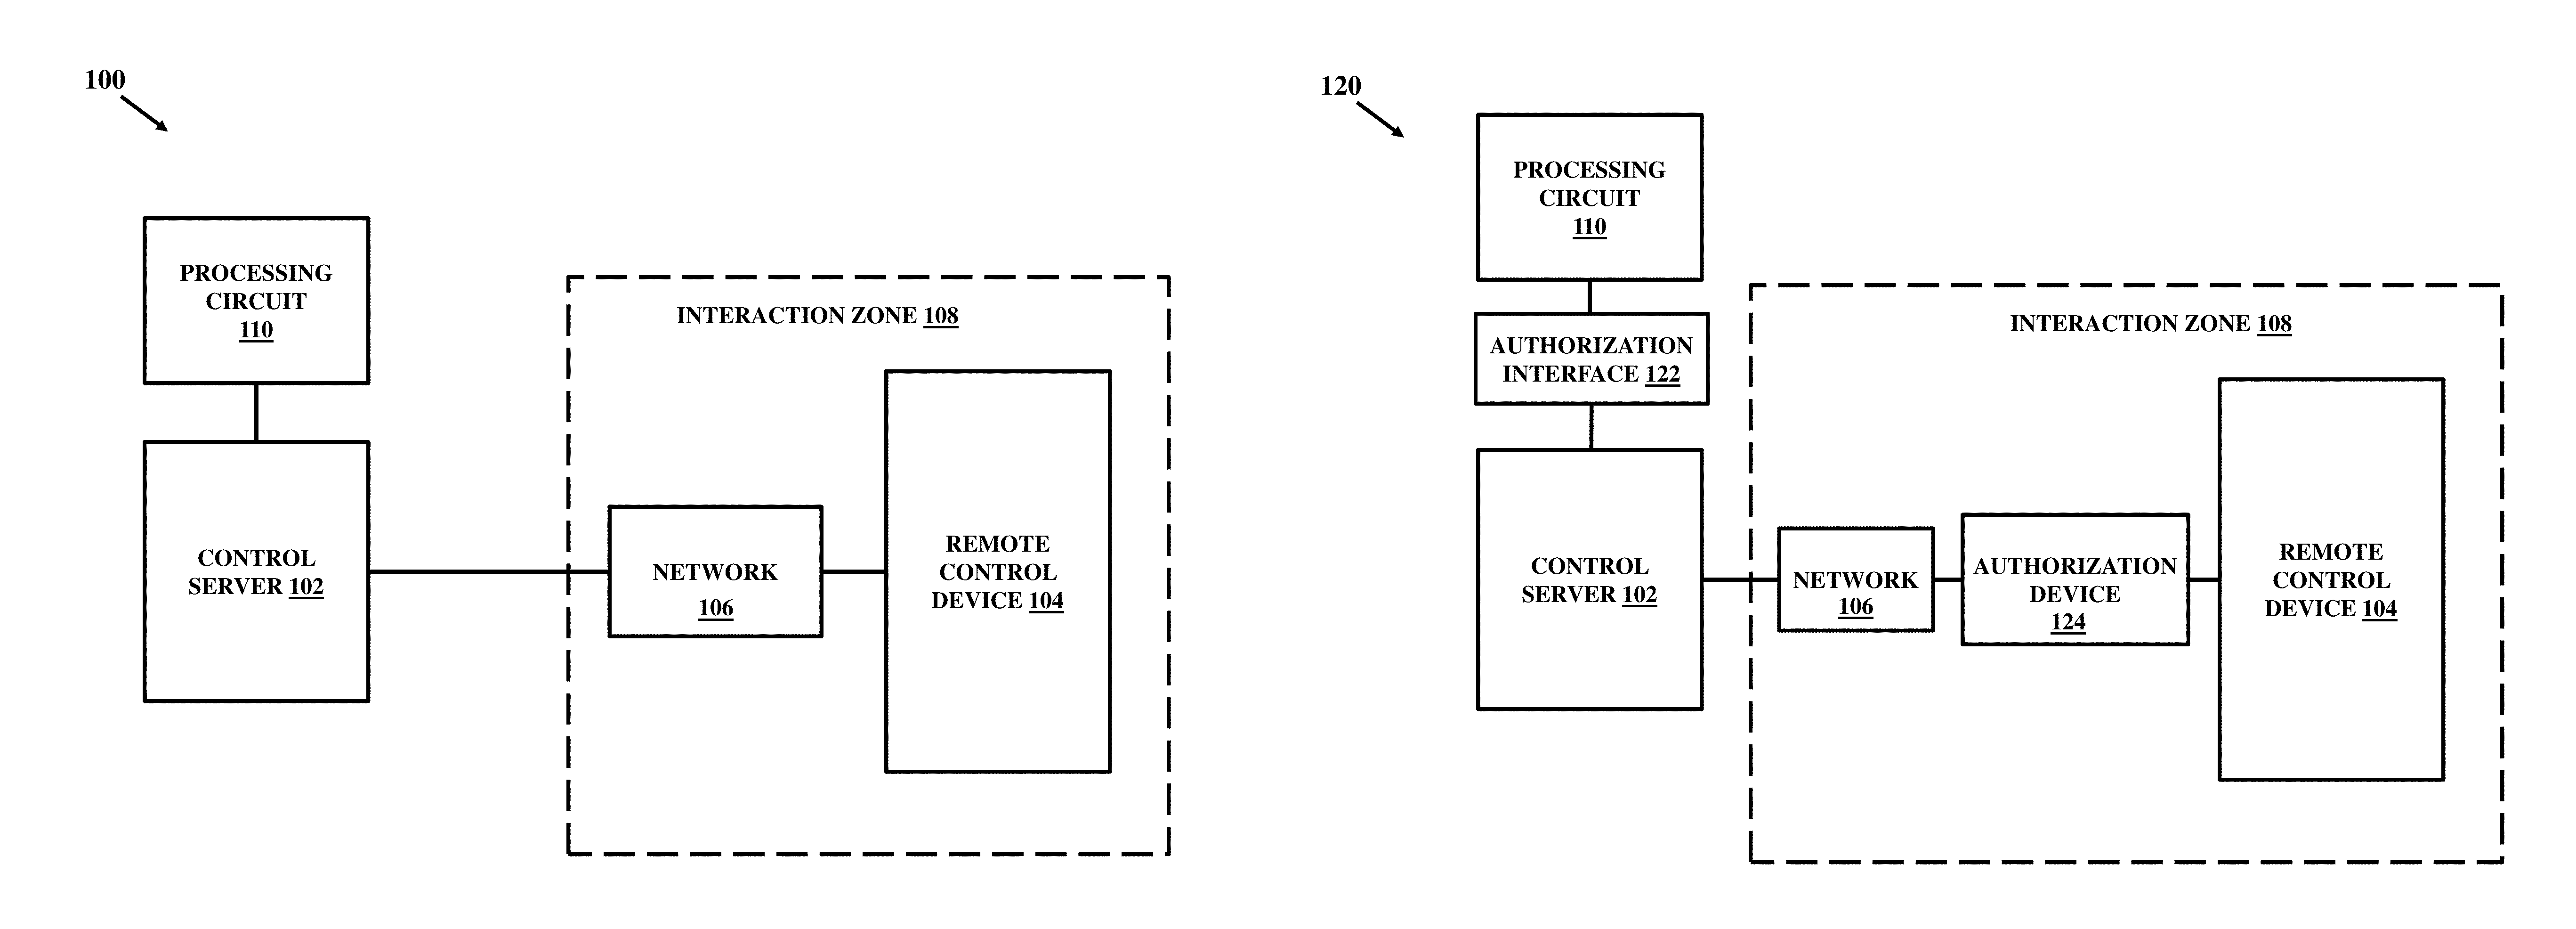 100
PROCESSING
CIRCUIT
110
INTERACTION ZONE 108
CONTROL
SERVER 102
NETWORK
106
REMOTE
CONTROL
DEVICE 104
120
PROCESSING
CIRCUIT
110
AUTHORIZATION
INTERFACE 122
INTERACTION ZONE 108
CONTROL
SERVER 102
NETWORK
106
AUTHORIZATION
DEVICE
124
REMOTE
CONTROL
DEVICE 104